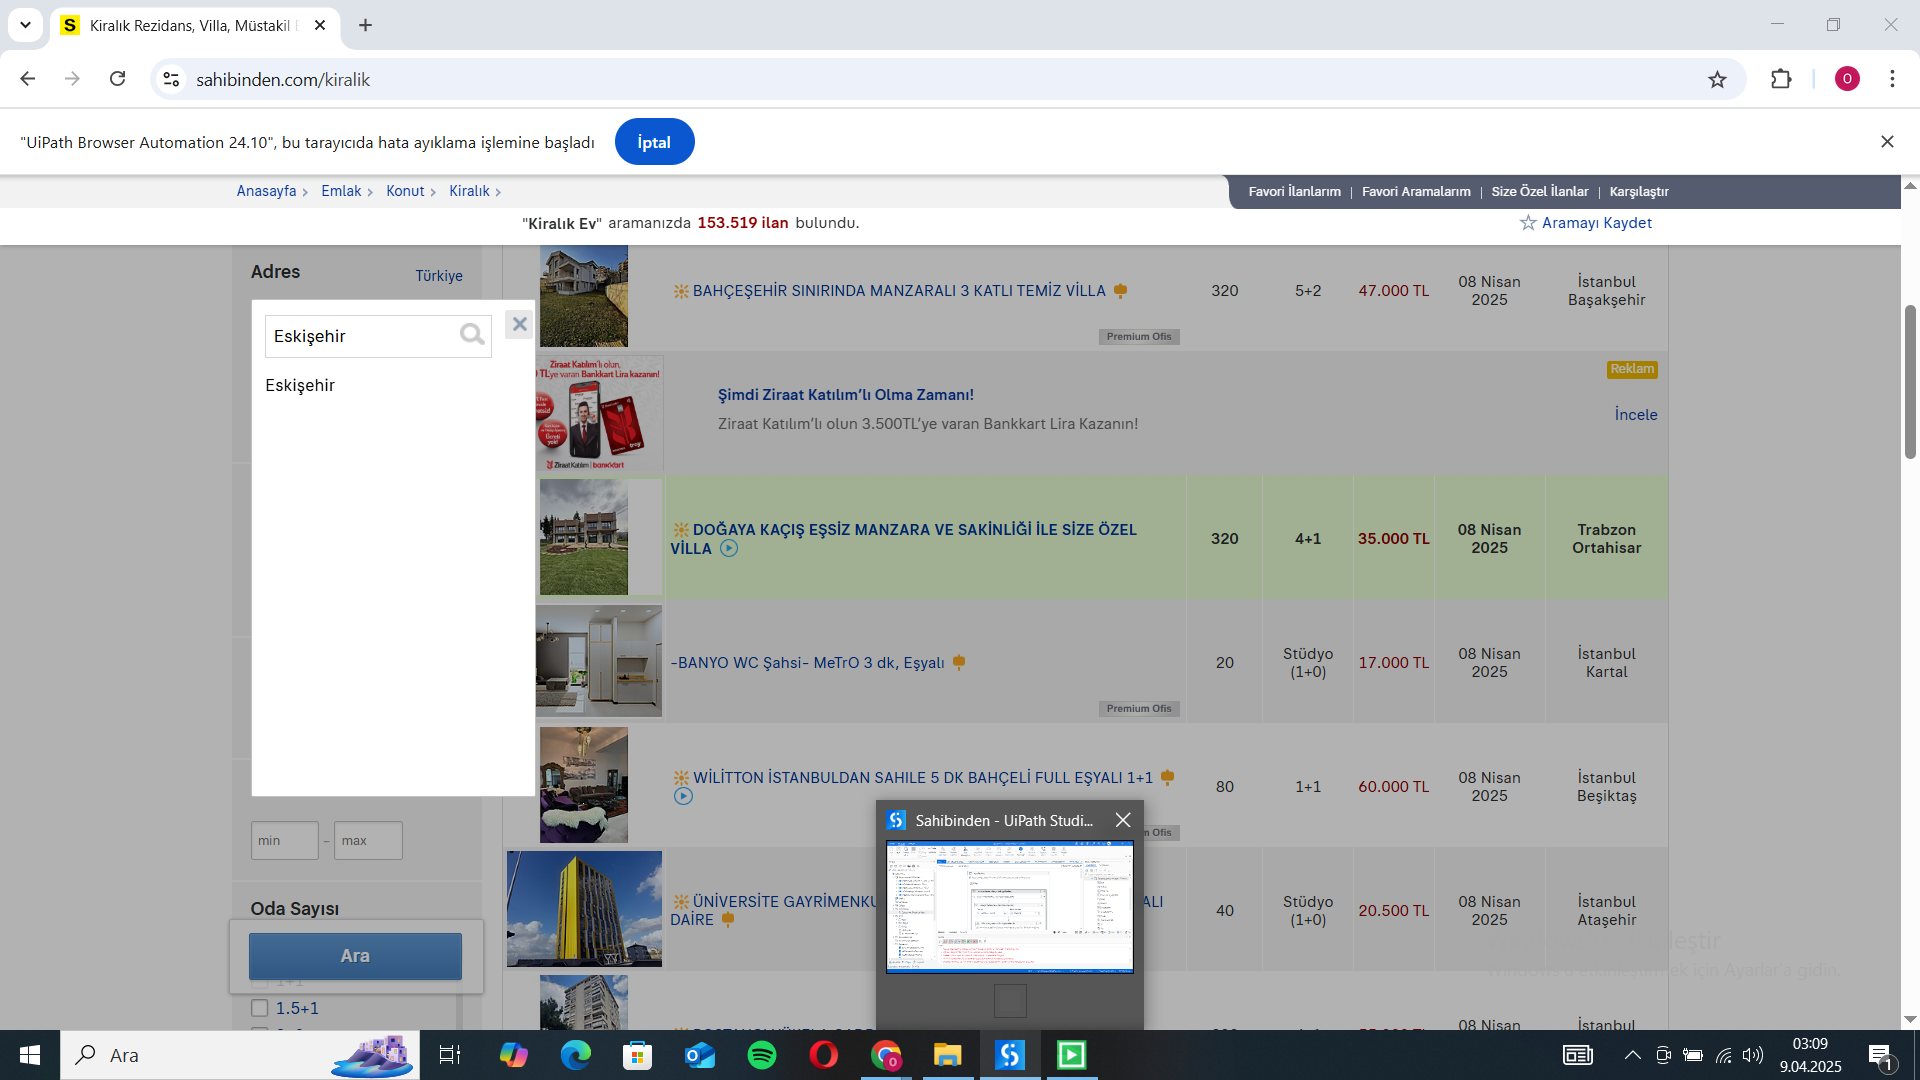 Kiralık Rezidans, Villa, Müstakil
sahibinden.com/kiralik
O
"UiPath Browser Automation 24.10", bu tarayıcıda hata ayıklama işlemine başladı
İptal
Anasayfa Emlak Konut Kiralık
Favori İlanlarım | Favori Aramalarım | Size Özel İlanlar | Karşılaştır
"Kiralık Ev" aramanızda 153.519 ilan bulundu.
Aramayı Kaydet
Adres
Türkiye
Eskişehir
Eskişehir
min - max
Oda Sayısı
Ara
1+1
1.5+1
BAHÇEŞEHİR SINIRINDA MANZARALI 3 KATLI TEMİZ VİLLA
320
5+2
47.000 TL
08 Nisan
2025
İstanbul
Başakşehir
Premium Ofis
Ziraat Katılım'lı olun,
TL'ye varan Bankkart Lira kazanın!
Ziraat Katılım | bankkart
Şimdi Ziraat Katılım'lı Olma Zamanı!
Ziraat Katılım'lı olun 3.500TL'ye varan Bankkart Lira Kazanın!
Reklam
İncele
DOĞAYA KAÇIŞ EŞSİZ MANZARA VE SAKİNLİĞİ İLE SİZE ÖZEL
VİLLA
320
4+1
35.000 TL
08 Nisan
2025
Trabzon
Ortahisar
-BANYO WC Şahsi- MeTrO 3 dk, Eşyalı
20
Stüdyo
(1+0)
17.000 TL
08 Nisan
2025
İstanbul
Kartal
Premium Ofis
WİLİTTON İSTANBULDAN SAHILE 5 DK BAHÇELİ FULL EŞYALI 1+1
80
1+1
60.000 TL
08 Nisan
2025
İstanbul
Beşiktaş
Ofis
ÜNİVERSİTE GAYRİMENKU
ALI
DAİRE
40
Stüdyo
(1+0)
20.500 TL
08 Nisan
2025
İstanbul
Ataşehir
08 Nisan
İstanbul
Sahibinden - UiPath Studi...
için Ayarlar'a gidin.
Ara
03:09
9.04.2025
1